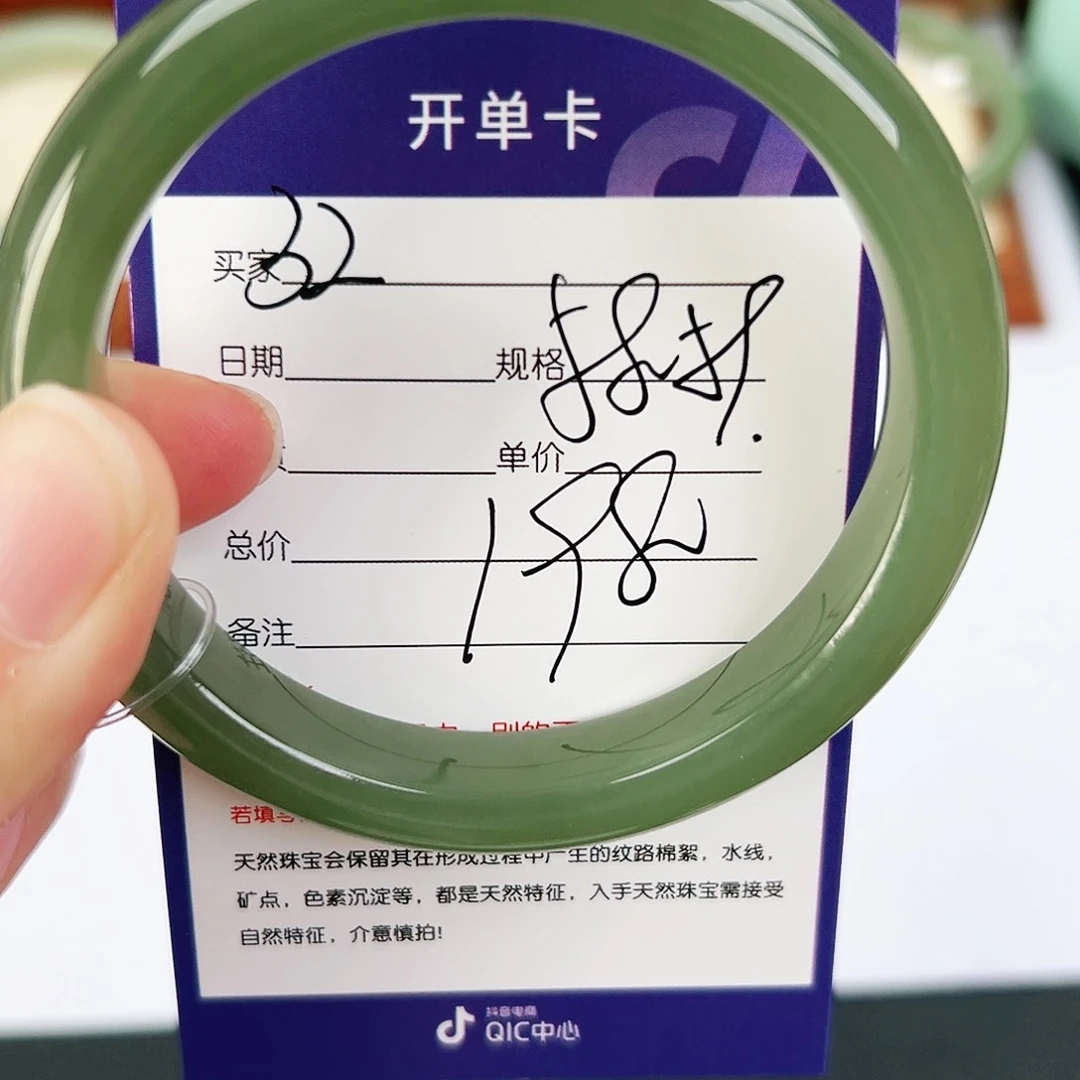 开单卡
买家 32
日期 规格
单价
总价 198
备注
若填写
天然珠宝会保留其在形成过程中产生的纹路棉絮，水线，
矿点，色素沉淀等，都是天然特征，入手天然珠宝需接受
自然特征，介意慎拍!
抖音电商
QIC中心